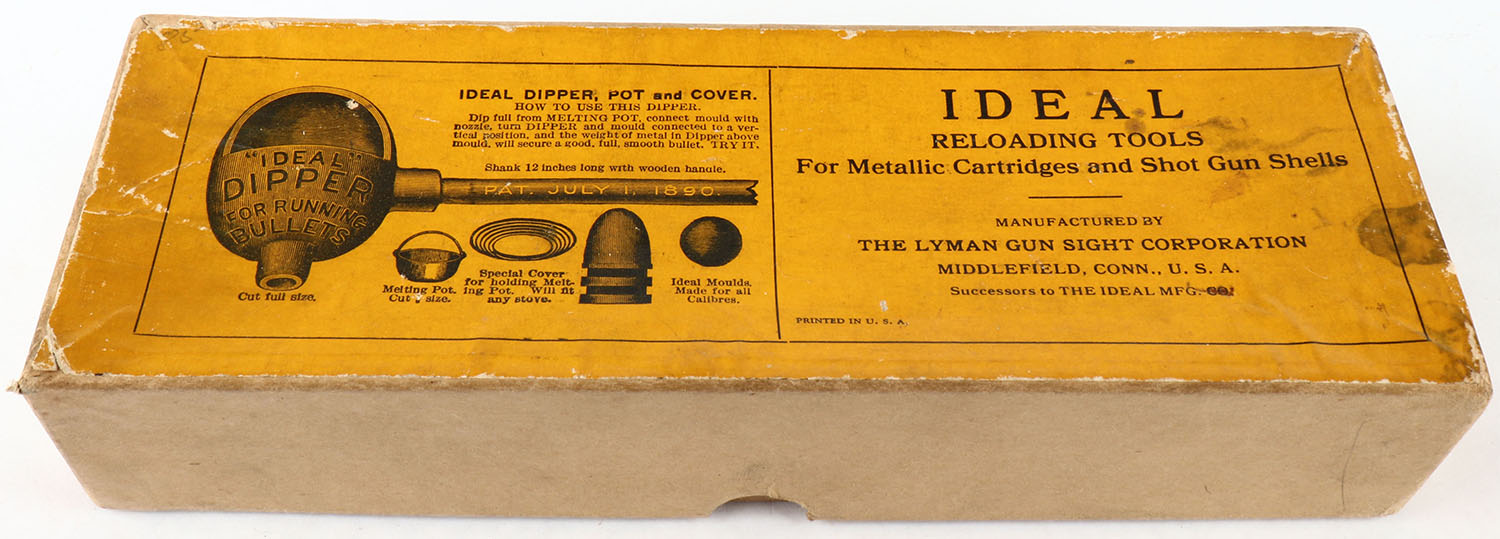 IDEAL DIPPER, POT and COVER.
HOW TO USE THIS DIPPER.
Dip full from MELTING POT, connect mould with
nozzle, turn DIPPER and mould connected to a ver-
tical position, and the weight of metal in Dipper above
mould, will secure a good, full, smooth bullet. TRY IT.
Shank 12 inches long with wooden handle.
"IDEAL"
DIPPER
FOR RUNNING
BULLETS
PAT. JULY 1, 1890.
Cut full size.
Melting Pot.
Cut size.
Special Cover
for holding Melt-
ing Pot. Will fit
any stove.
Ideal Moulds.
Made for all
Calibres.
IDEAL
RELOADING TOOLS
For Metallic Cartridges and Shot Gun Shells
MANUFACTURED BY
THE LYMAN GUN SIGHT CORPORATION
MIDDLEFIELD, CONN., U. S. A.
Successors to THE IDEAL MFG. CO.
PRINTED IN U. S. A.